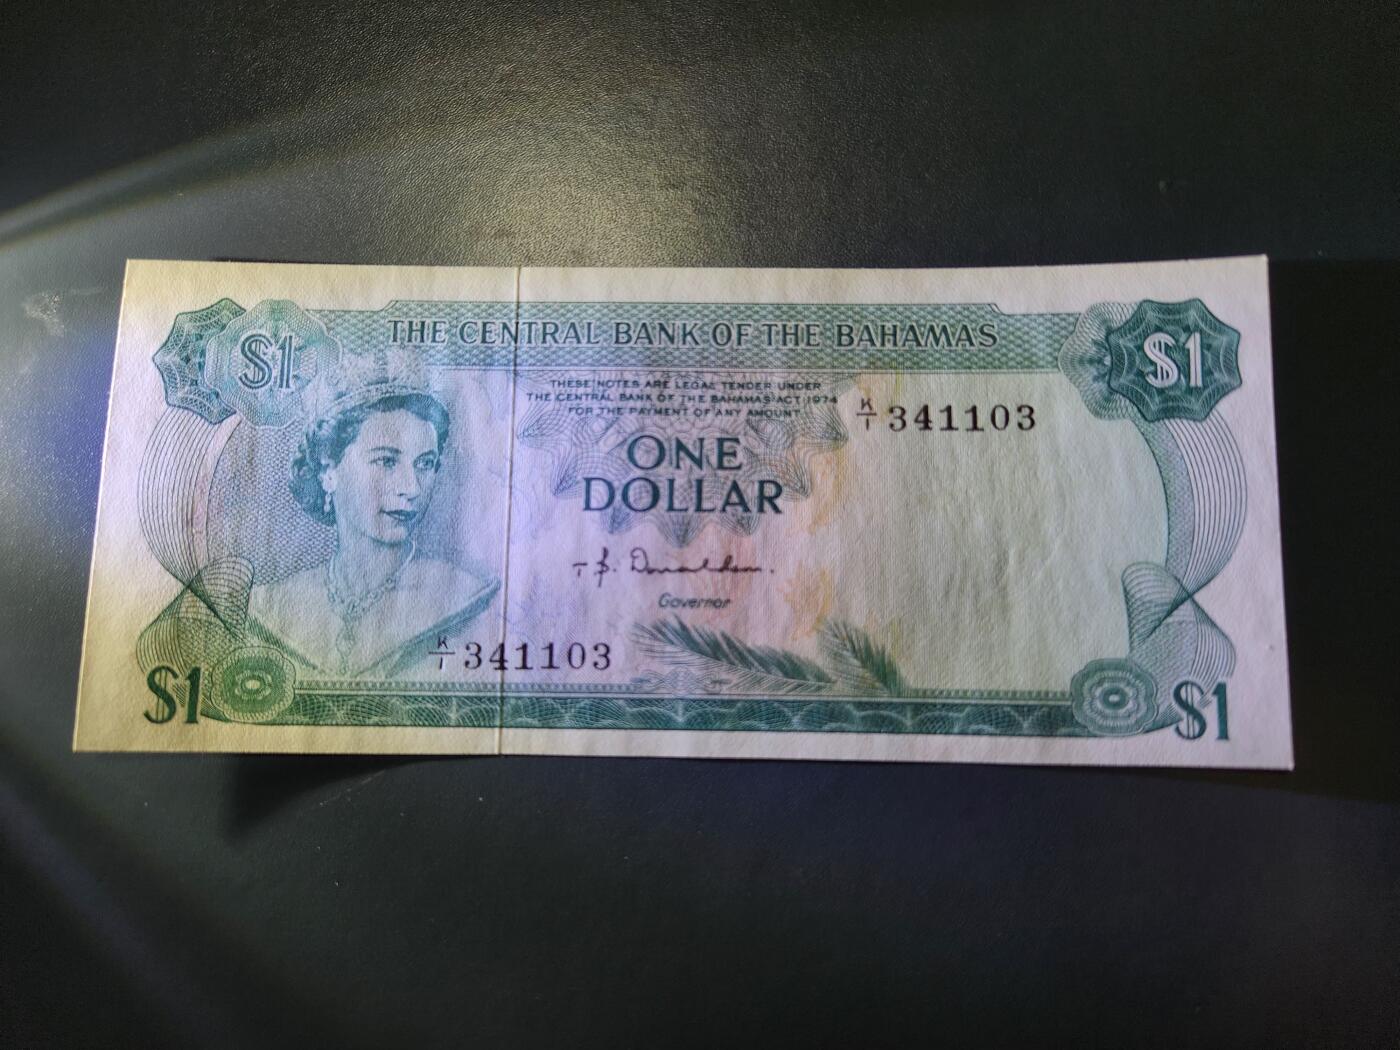 THE CENTRAL BANK OF THE BAHAMAS
$1
$1
THESE NOTES ARE LEGAL TENDER UNDER
THE CENTRAL BANK OF THE BAHAMAS ACT 1974
FOR THE PAYMENT OF ANY AMOUNT
K/1 341103
ONE
DOLLAR
T B. Donaldson.
Governor
K/1 341103
$1
$1